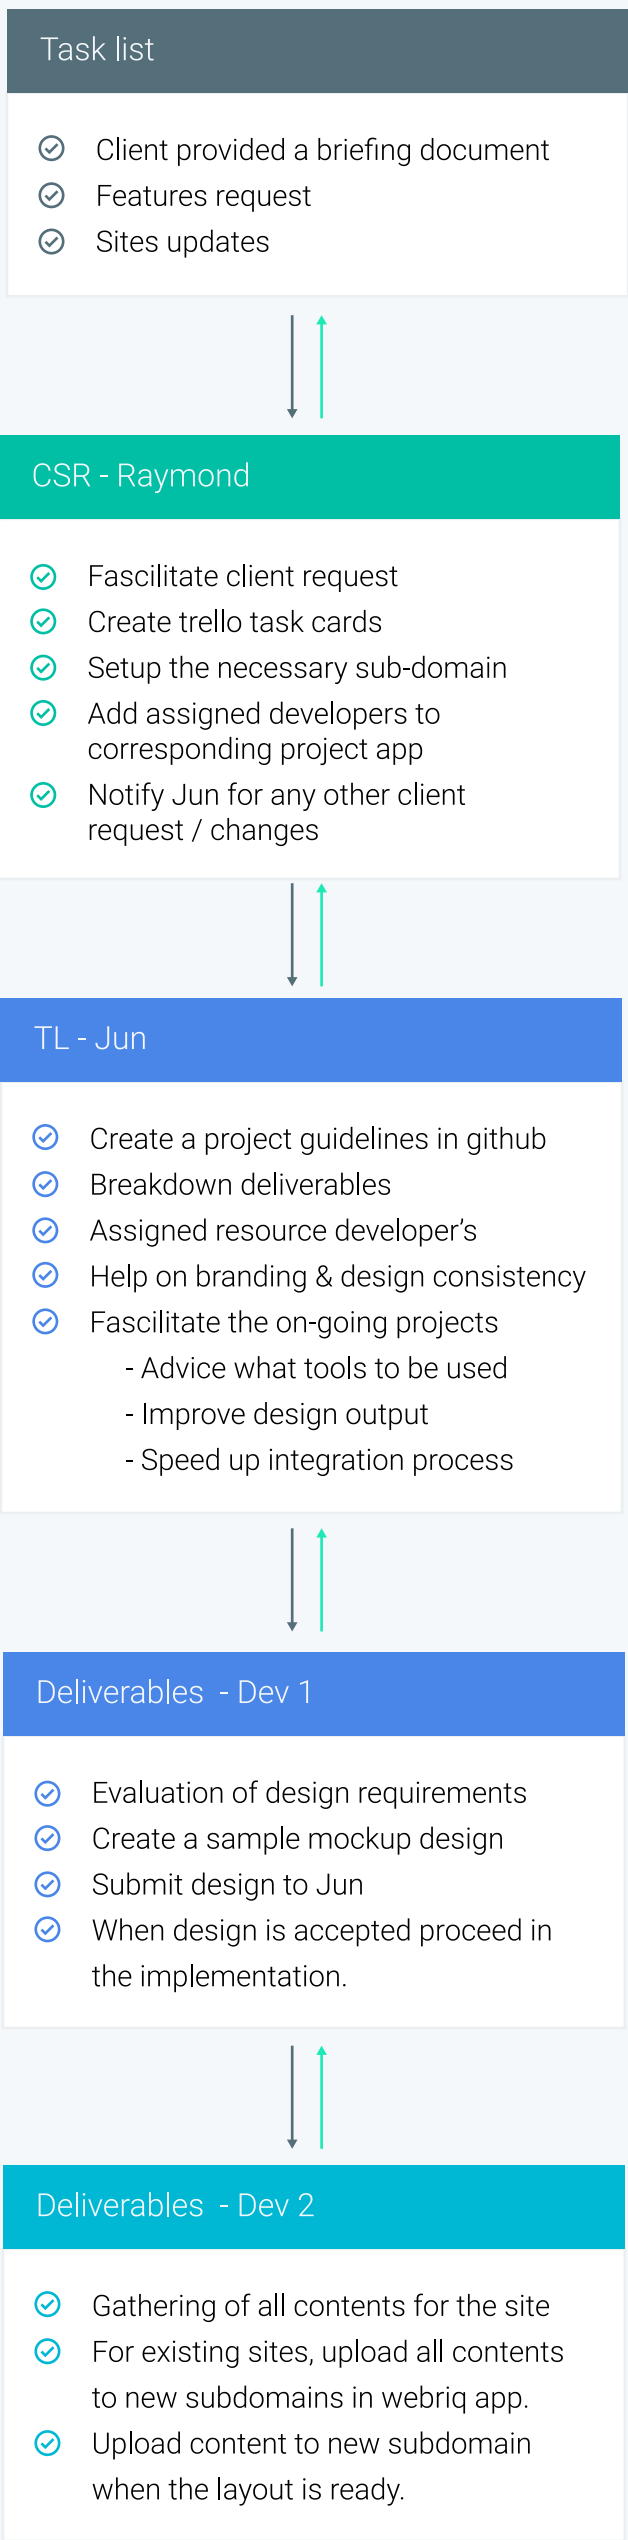 Task list
Client provided a briefing document
Features request
Sites updates
CSR - Raymond
Fascilitate client request
Create trello task cards
Setup the necessary sub-domain
Add assigned developers to
corresponding project app
Notify Jun for any other client
request / changes
TL - Jun
Create a project guidelines in github
Breakdown deliverables
Assigned resource developer’s
Help on branding & design consistency
Fascilitate the on-going projects
- Advice what tools to be used
- Improve design output
- Speed up integration process
Deliverables - Dev 1
Evaluation of design requirements
Create a sample mockup design
Submit design to Jun
When design is accepted proceed in
the implementation.
Deliverables - Dev 2
Gathering of all contents for the site
For existing sites, upload all contents
to new subdomains in webriq app.
Upload content to new subdomain
when the layout is ready.